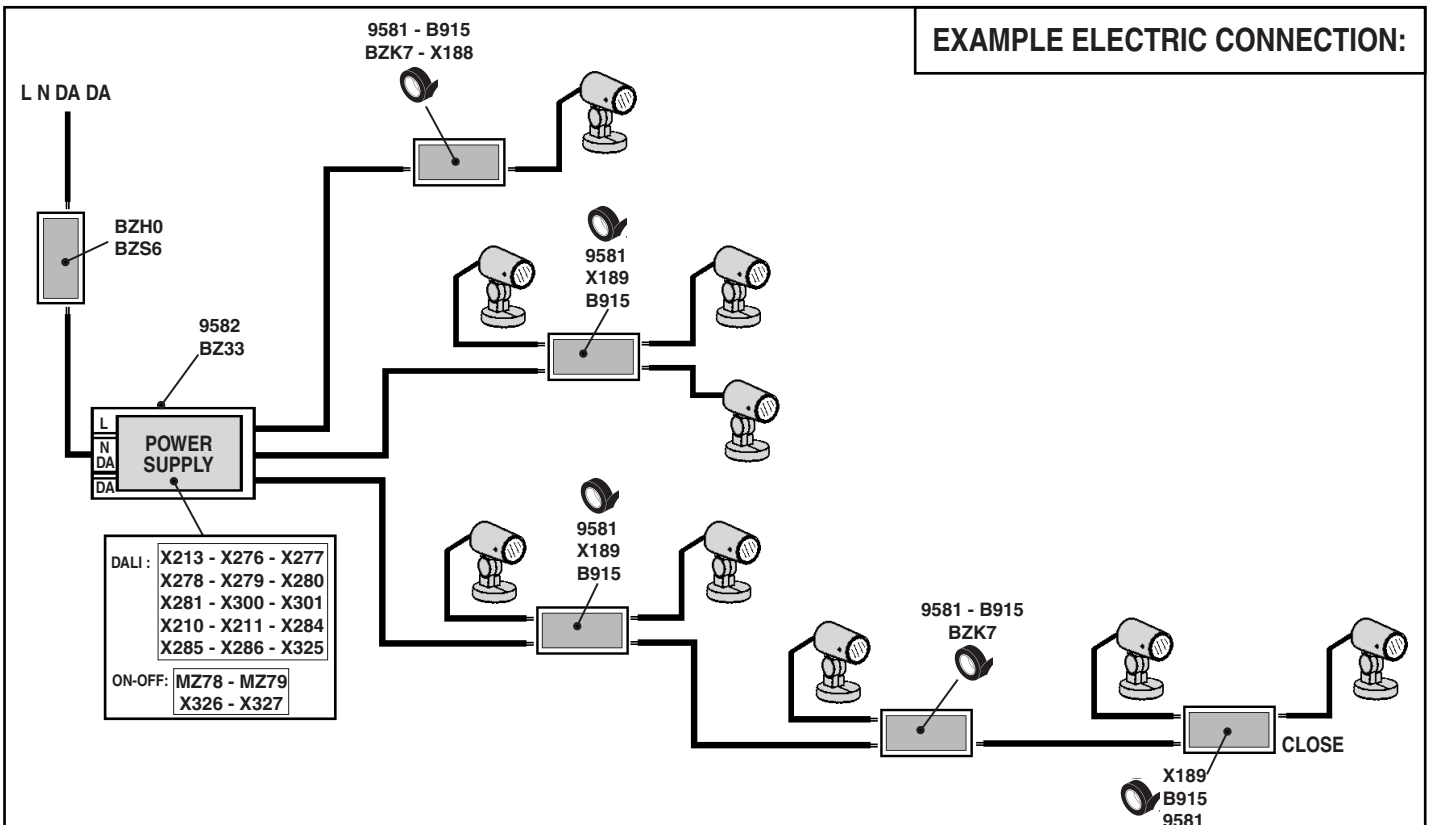 EXAMPLE ELECTRIC CONNECTION:
9581 - B915
BZK7 - X188
L N DA DA
BZH0
BZS6
9581
X189
B915
9582
BZ33
L
N
DA
DA
POWER
SUPPLY
9581
X189
B915
DALI : X213 - X276 - X277
X278 - X279 - X280
X281 - X300 - X301
X210 - X211 - X284
X285 - X286 - X325
ON-OFF: MZ78 - MZ79
X326 - X327
9581 - B915
BZK7
CLOSE
X189
B915
9581